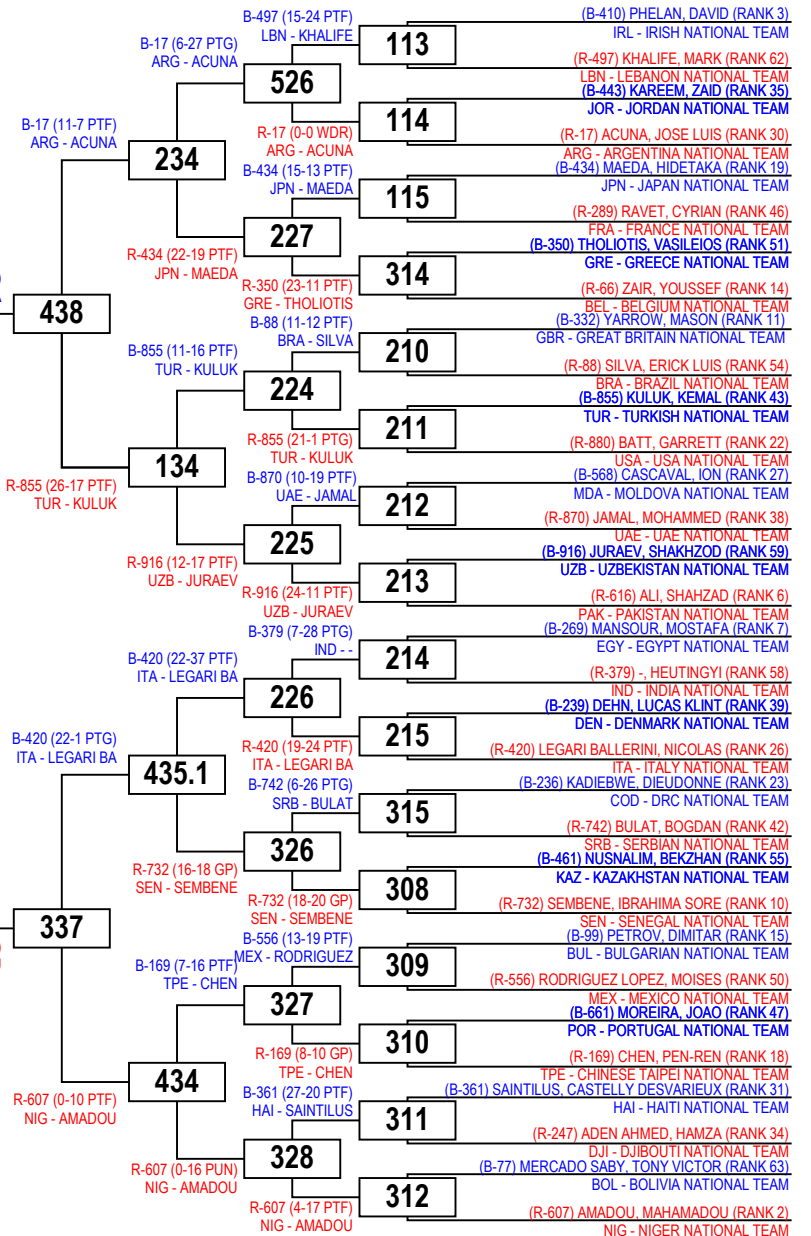 438
337
B-17 (11-7 PTF)
ARG - ACUNA
R-855 (26-17 PTF)
TUR - KULUK
B-420 (22-1 PTG)
ITA - LEGARI BA
R-607 (0-10 PTF)
NIG - AMADOU
234
134
435.1
434
B-17 (6-27 PTG)
ARG - ACUNA
R-434 (22-19 PTF)
JPN - MAEDA
B-855 (11-16 PTF)
TUR - KULUK
R-916 (12-17 PTF)
UZB - JURAEV
B-420 (22-37 PTF)
ITA - LEGARI BA
R-732 (16-18 GP)
SEN - SEMBENE
B-169 (7-16 PTF)
TPE - CHEN
R-607 (0-16 PUN)
NIG - AMADOU
526
227
224
225
226
326
327
328
B-497 (15-24 PTF)
LBN - KHALIFE
R-17 (0-0 WDR)
ARG - ACUNA
B-434 (15-13 PTF)
JPN - MAEDA
R-350 (23-11 PTF)
GRE - THOLIOTIS
B-88 (11-12 PTF)
BRA - SILVA
R-855 (21-1 PTG)
TUR - KULUK
B-870 (10-19 PTF)
UAE - JAMAL
R-916 (24-11 PTF)
UZB - JURAEV
B-379 (7-28 PTG)
IND - -
R-420 (19-24 PTF)
ITA - LEGARI BA
B-742 (6-26 PTG)
SRB - BULAT
R-732 (18-20 GP)
SEN - SEMBENE
B-556 (13-19 PTF)
MEX - RODRIGUEZ
R-169 (8-10 GP)
TPE - CHEN
B-361 (27-20 PTF)
HAI - SAINTILUS
R-607 (4-17 PTF)
NIG - AMADOU
113
114
115
314
210
211
212
213
214
215
315
308
309
310
311
312
(B-410) PHELAN, DAVID (RANK 3)
IRL - IRISH NATIONAL TEAM
(R-497) KHALIFE, MARK (RANK 62)
LBN - LEBANON NATIONAL TEAM
(B-443) KAREEM, ZAID (RANK 35)
JOR - JORDAN NATIONAL TEAM
(R-17) ACUNA, JOSE LUIS (RANK 30)
ARG - ARGENTINA NATIONAL TEAM
(B-434) MAEDA, HIDETAKA (RANK 19)
JPN - JAPAN NATIONAL TEAM
(R-289) RAVET, CYRIAN (RANK 46)
FRA - FRANCE NATIONAL TEAM
(B-350) THOLIOTIS, VASILEIOS (RANK 51)
GRE - GREECE NATIONAL TEAM
(R-66) ZAIR, YOUSSEF (RANK 14)
BEL - BELGIUM NATIONAL TEAM
(B-332) YARROW, MASON (RANK 11)
GBR - GREAT BRITAIN NATIONAL TEAM
(R-88) SILVA, ERICK LUIS (RANK 54)
BRA - BRAZIL NATIONAL TEAM
(B-855) KULUK, KEMAL (RANK 43)
TUR - TURKISH NATIONAL TEAM
(R-880) BATT, GARRETT (RANK 22)
USA - USA NATIONAL TEAM
(B-568) CASCAVAL, ION (RANK 27)
MDA - MOLDOVA NATIONAL TEAM
(R-870) JAMAL, MOHAMMED (RANK 38)
UAE - UAE NATIONAL TEAM
(B-916) JURAEV, SHAKHZOD (RANK 59)
UZB - UZBEKISTAN NATIONAL TEAM
(R-616) ALI, SHAHZAD (RANK 6)
PAK - PAKISTAN NATIONAL TEAM
(B-269) MANSOUR, MOSTAFA (RANK 7)
EGY - EGYPT NATIONAL TEAM
(R-379) -, HEUTINGYI (RANK 58)
IND - INDIA NATIONAL TEAM
(B-239) DEHN, LUCAS KLINT (RANK 39)
DEN - DENMARK NATIONAL TEAM
(R-420) LEGARI BALLERINI, NICOLAS (RANK 26)
ITA - ITALY NATIONAL TEAM
(B-236) KADIEBWE, DIEUDONNE (RANK 23)
COD - DRC NATIONAL TEAM
(R-742) BULAT, BOGDAN (RANK 42)
SRB - SERBIAN NATIONAL TEAM
(B-461) NUSNALIM, BEKZHAN (RANK 55)
KAZ - KAZAKHSTAN NATIONAL TEAM
(R-732) SEMBENE, IBRAHIMA SORE (RANK 10)
SEN - SENEGAL NATIONAL TEAM
(B-99) PETROV, DIMITAR (RANK 15)
BUL - BULGARIAN NATIONAL TEAM
(R-556) RODRIGUEZ LOPEZ, MOISES (RANK 50)
MEX - MEXICO NATIONAL TEAM
(B-661) MOREIRA, JOAO (RANK 47)
POR - PORTUGAL NATIONAL TEAM
(R-169) CHEN, PEN-REN (RANK 18)
TPE - CHINESE TAIPEI NATIONAL TEAM
(B-361) SAINTILUS, CASTELLY DESVARIEUX (RANK 31)
HAI - HAITI NATIONAL TEAM
(R-247) ADEN AHMED, HAMZA (RANK 34)
DJI - DJIBOUTI NATIONAL TEAM
(B-77) MERCADO SABY, TONY VICTOR (RANK 63)
BOL - BOLIVIA NATIONAL TEAM
(R-607) AMADOU, MAHAMADOU (RANK 2)
NIG - NIGER NATIONAL TEAM